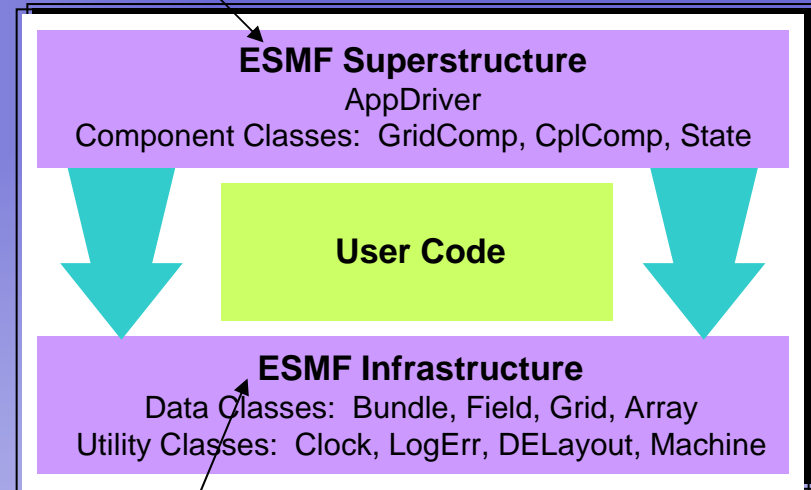 ESMF Superstructure
AppDriver
Component Classes: GridComp, CplComp, State
User Code
ESMF Infrastructure
Data Classes: Bundle, Field, Grid, Array
Utility Classes: Clock, LogErr, DELayout, Machine